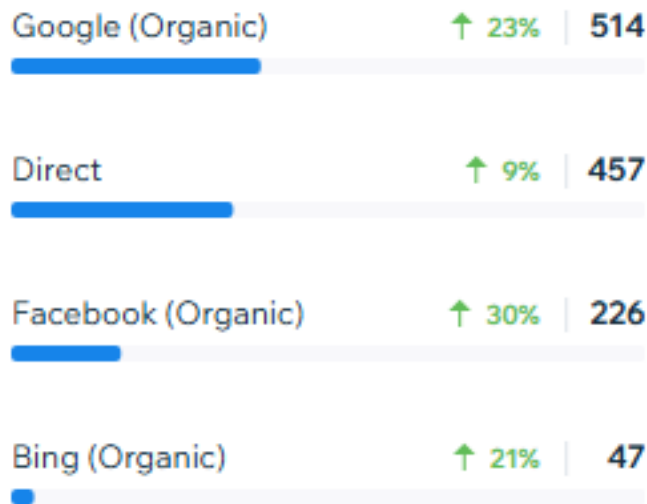 Google (Organic) ↑ 23% 514
Direct ↑ 9% 457
Facebook (Organic) ↑ 30% 226
Bing (Organic) ↑ 21% 47